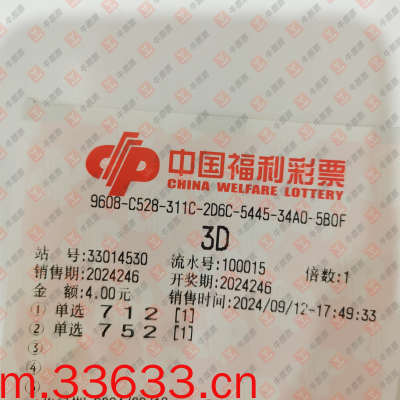 中国福利彩票
CHINA WELFARE LOTTERY
9608-C528-311C-2D6C-5445-34A0-5B0F
3D
站 号:33014530 流水号:100015 倍数:1
销售期:2024246 开奖期:2024246
金 额:4.00元 销售时间:2024/09/12-17:49:33
① 单选 7 1 2 [1]
② 单选 7 5 2 [1]
③
④
m.33633.cn